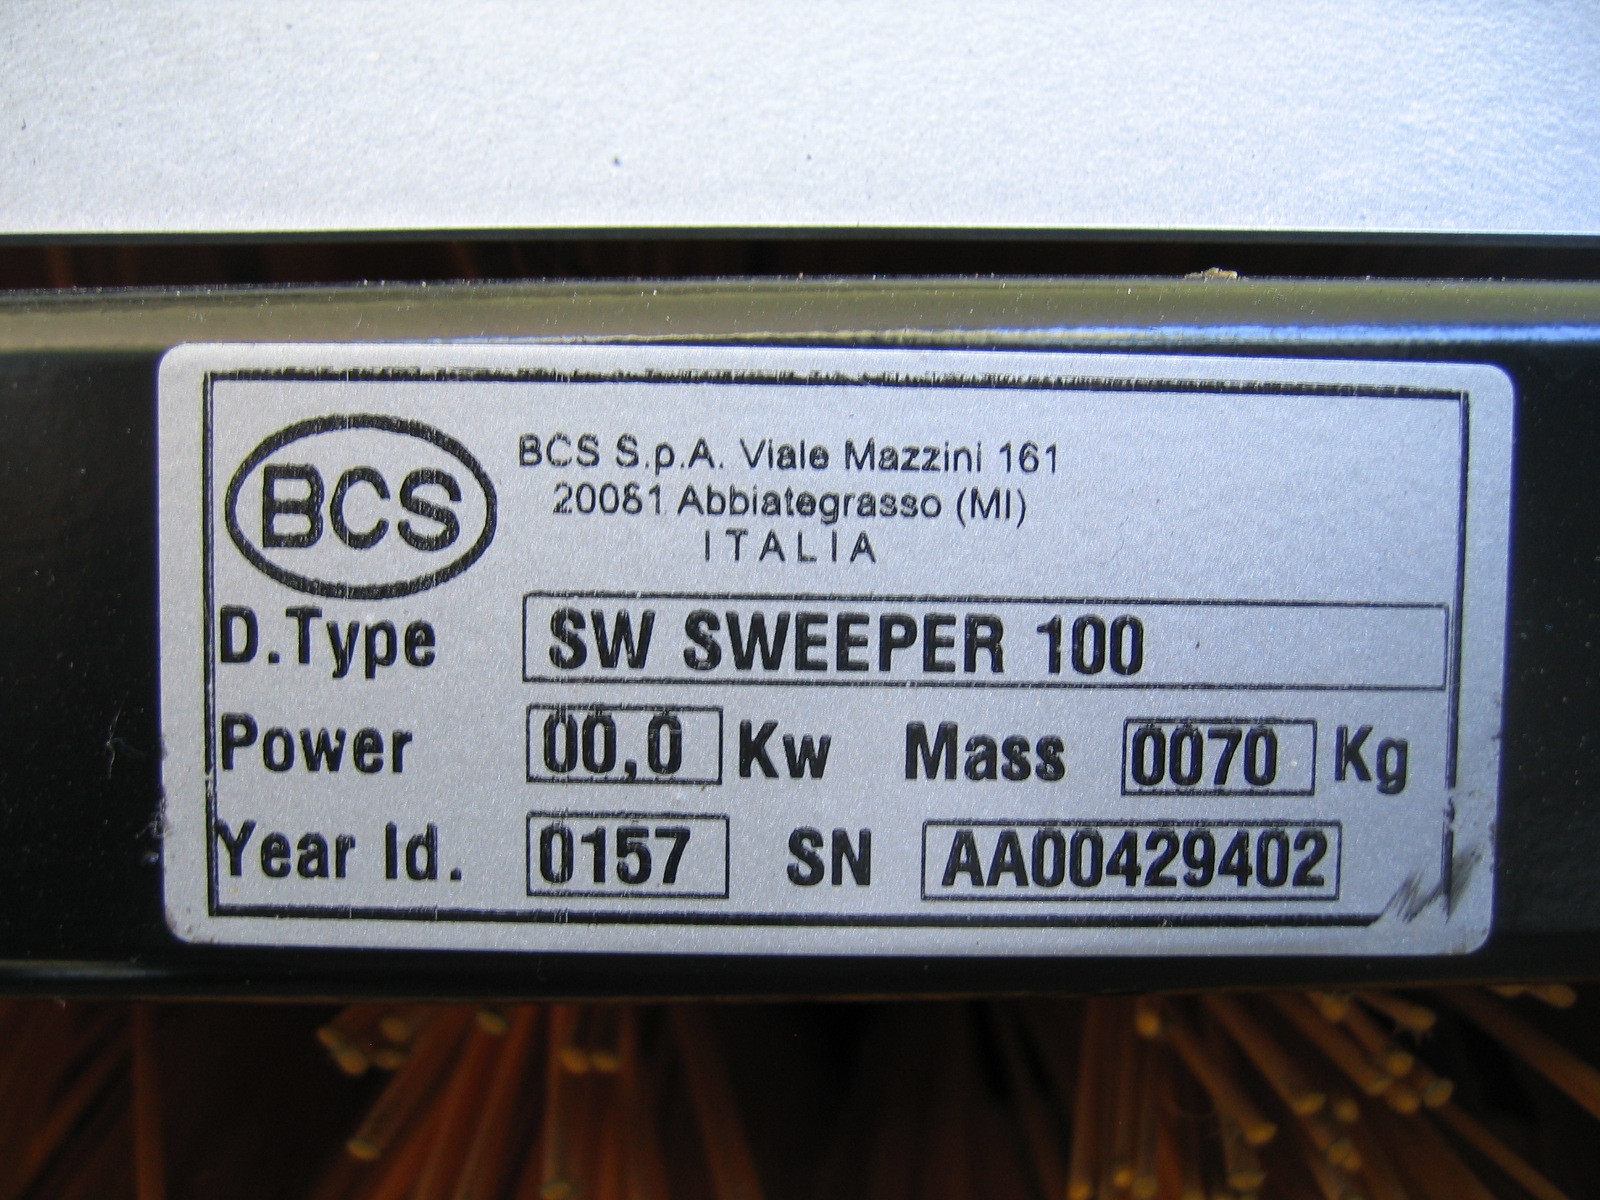 BCS
BCS S.p.A. Viale Mazzini 161
20081 Abbiategrasso (MI)
ITALIA
D.Type SW SWEEPER 100
Power 00,0 Kw Mass 0070 Kg
Year Id. 0157 SN AA00429402